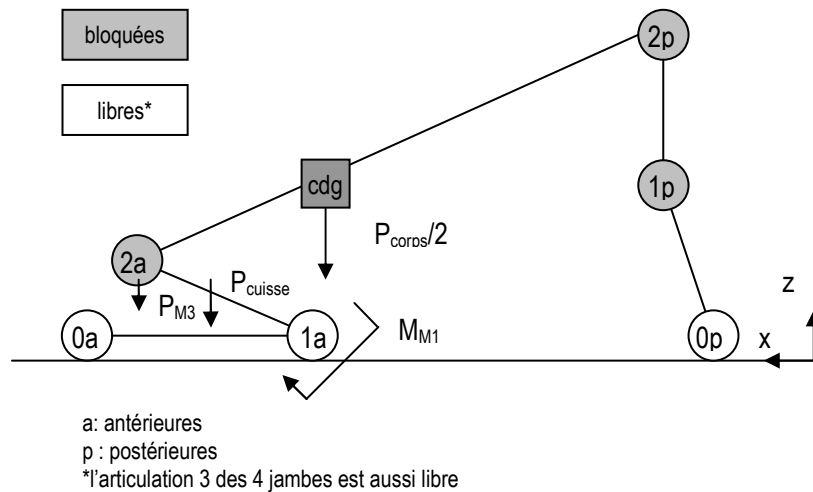 bloquées
libres*
2p
cdg
1p
Pcorps/2
2a
Pcuisse
PM3
z
0a
1a
MM1
0p
x
a: antérieures
p : postérieures
*l'articulation 3 des 4 jambes est aussi libre